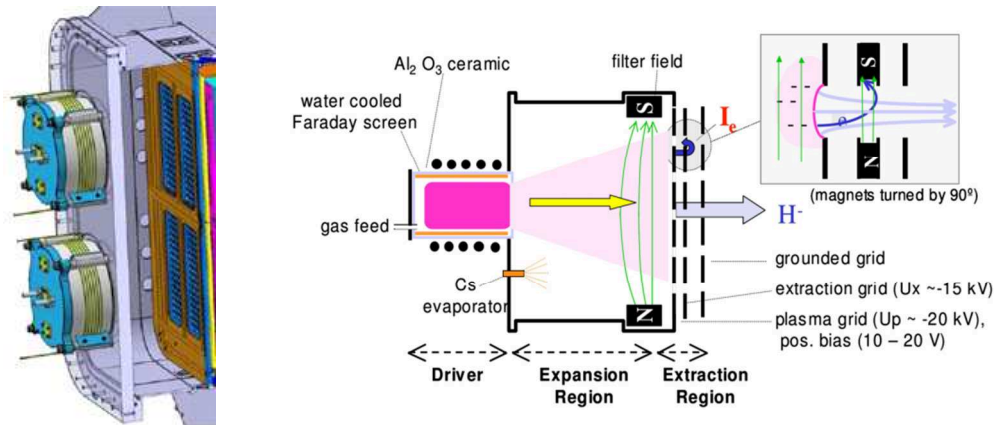 Al2 O3 ceramic
water cooled
Faraday screen
gas feed
Cs
evaporator
filter field
S
N
Ie
H-
S
N
ρ
(magnets turned by 90º)
grounded grid
extraction grid (Ux ~-15 kV)
plasma grid (Up ~ -20 kV),
pos. bias (10 – 20 V)
Driver
Expansion
Region
Extraction
Region